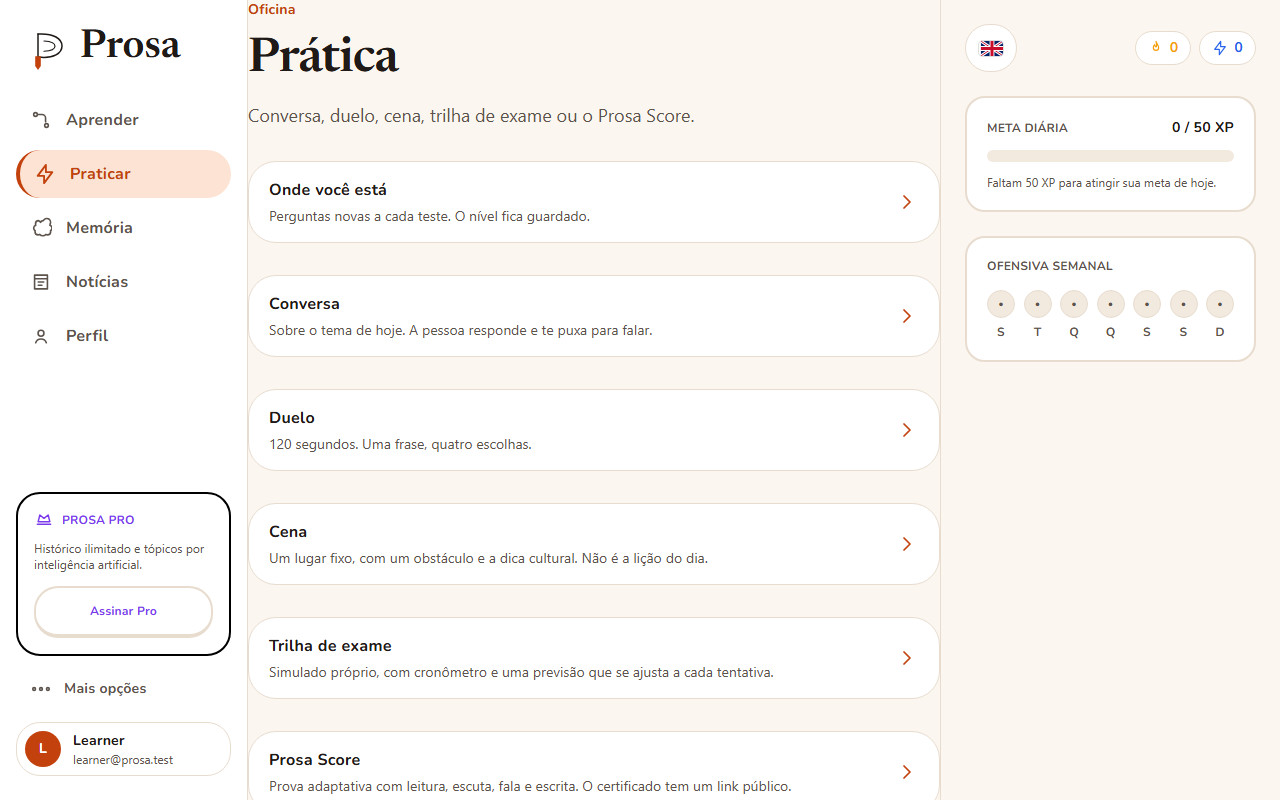 Prosa
Aprender
Praticar
Memória
Notícias
Perfil
PROSA PRO
Histórico ilimitado e tópicos por
inteligência artificial.
Assinar Pro
Mais opções
L
Learner
learner@prosa.test
Oficina
Prática
Conversa, duelo, cena, trilha de exame ou o Prosa Score.
Onde você está
Perguntas novas a cada teste. O nível fica guardado.
Conversa
Sobre o tema de hoje. A pessoa responde e te puxa para falar.
Duelo
120 segundos. Uma frase, quatro escolhas.
Cena
Um lugar fixo, com um obstáculo e a dica cultural. Não é a lição do dia.
Trilha de exame
Simulado próprio, com cronômetro e uma previsão que se ajusta a cada tentativa.
Prosa Score
Prova adaptativa com leitura, escuta, fala e escrita. O certificado tem um link público.
0 0
META DIÁRIA 0 / 50 XP
Faltam 50 XP para atingir sua meta de hoje.
OFENSIVA SEMANAL
S T Q Q S S D